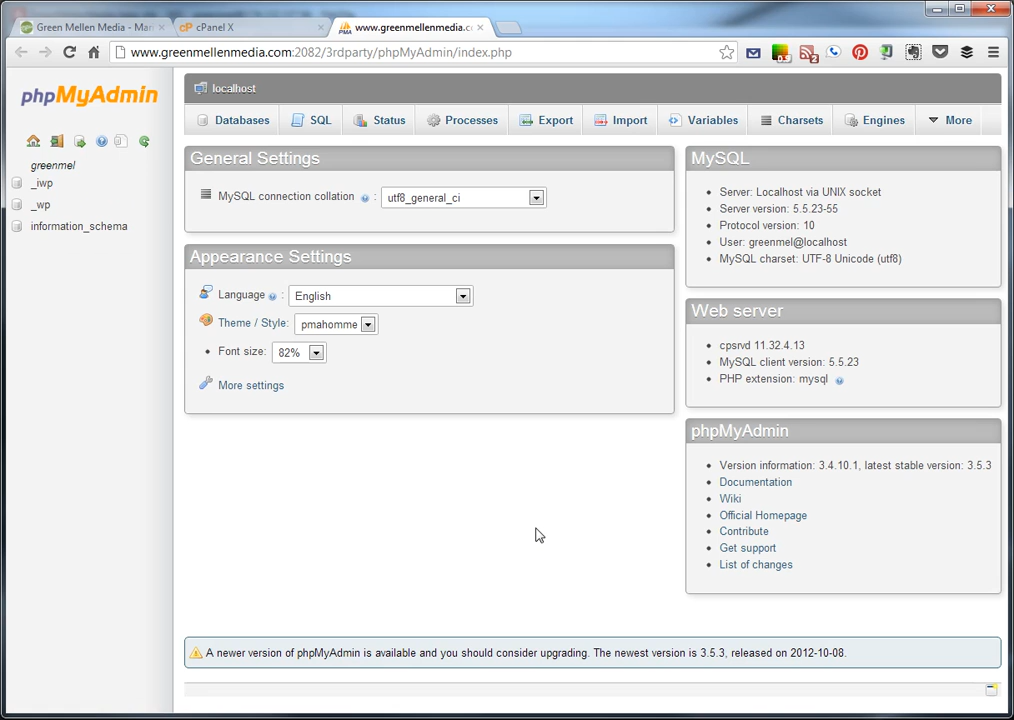 Green Mellen Media - Mar
cPanel X
www.greenmellenmedia.com
www.greenmellenmedia.com:2082/3rdparty/phpMyAdmin/index.php
phpMyAdmin
greenmel
_iwp
_wp
information_schema
localhost
Databases SQL Status Processes Export Import Variables Charsets Engines More
General Settings
MySQL connection collation : utf8_general_ci
Appearance Settings
Language : English
Theme / Style: pmahomme
Font size: 82%
More settings
MySQL
Server: Localhost via UNIX socket
Server version: 5.5.23-55
Protocol version: 10
User: greenmel@localhost
MySQL charset: UTF-8 Unicode (utf8)
Web server
cpsrvd 11.32.4.13
MySQL client version: 5.5.23
PHP extension: mysql
phpMyAdmin
Version information: 3.4.10.1, latest stable version: 3.5.3
Documentation
Wiki
Official Homepage
Contribute
Get support
List of changes
A newer version of phpMyAdmin is available and you should consider upgrading. The newest version is 3.5.3, released on 2012-10-08.